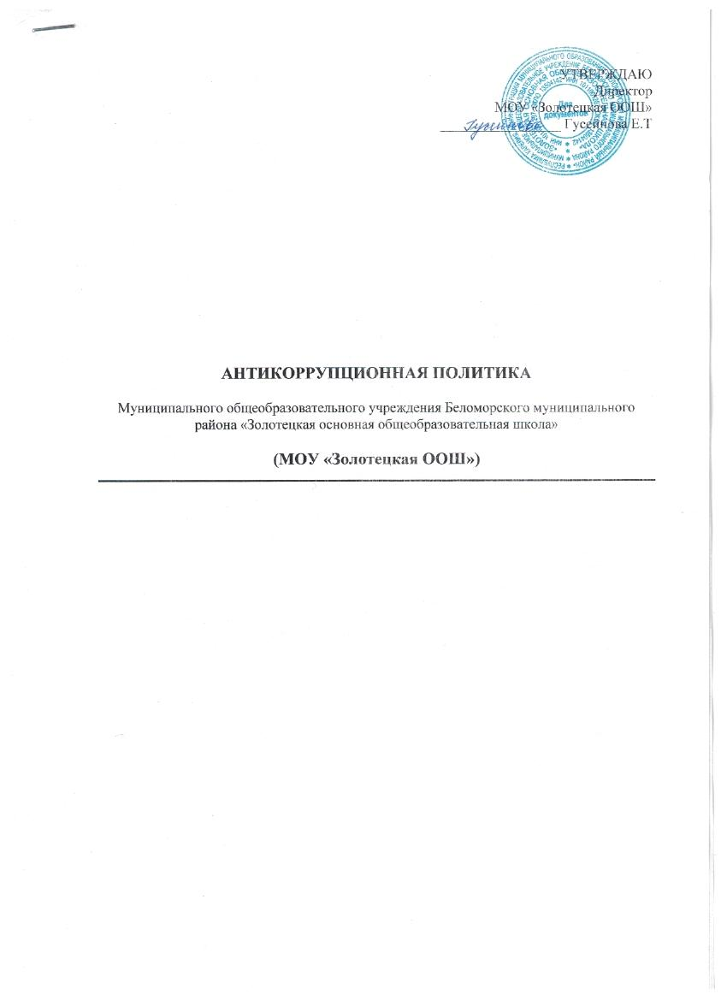 УТВЕРЖДАЮ
Директор
МОУ «Золотецкая ООШ»
Гусейнова Е.Т
Для
документов
АНТИКОРРУПЦИОННАЯ ПОЛИТИКА
Муниципального общеобразовательного учреждения Беломорского муниципального
района «Золотецкая основная общеобразовательная школа»
(МОУ «Золотецкая ООШ»)